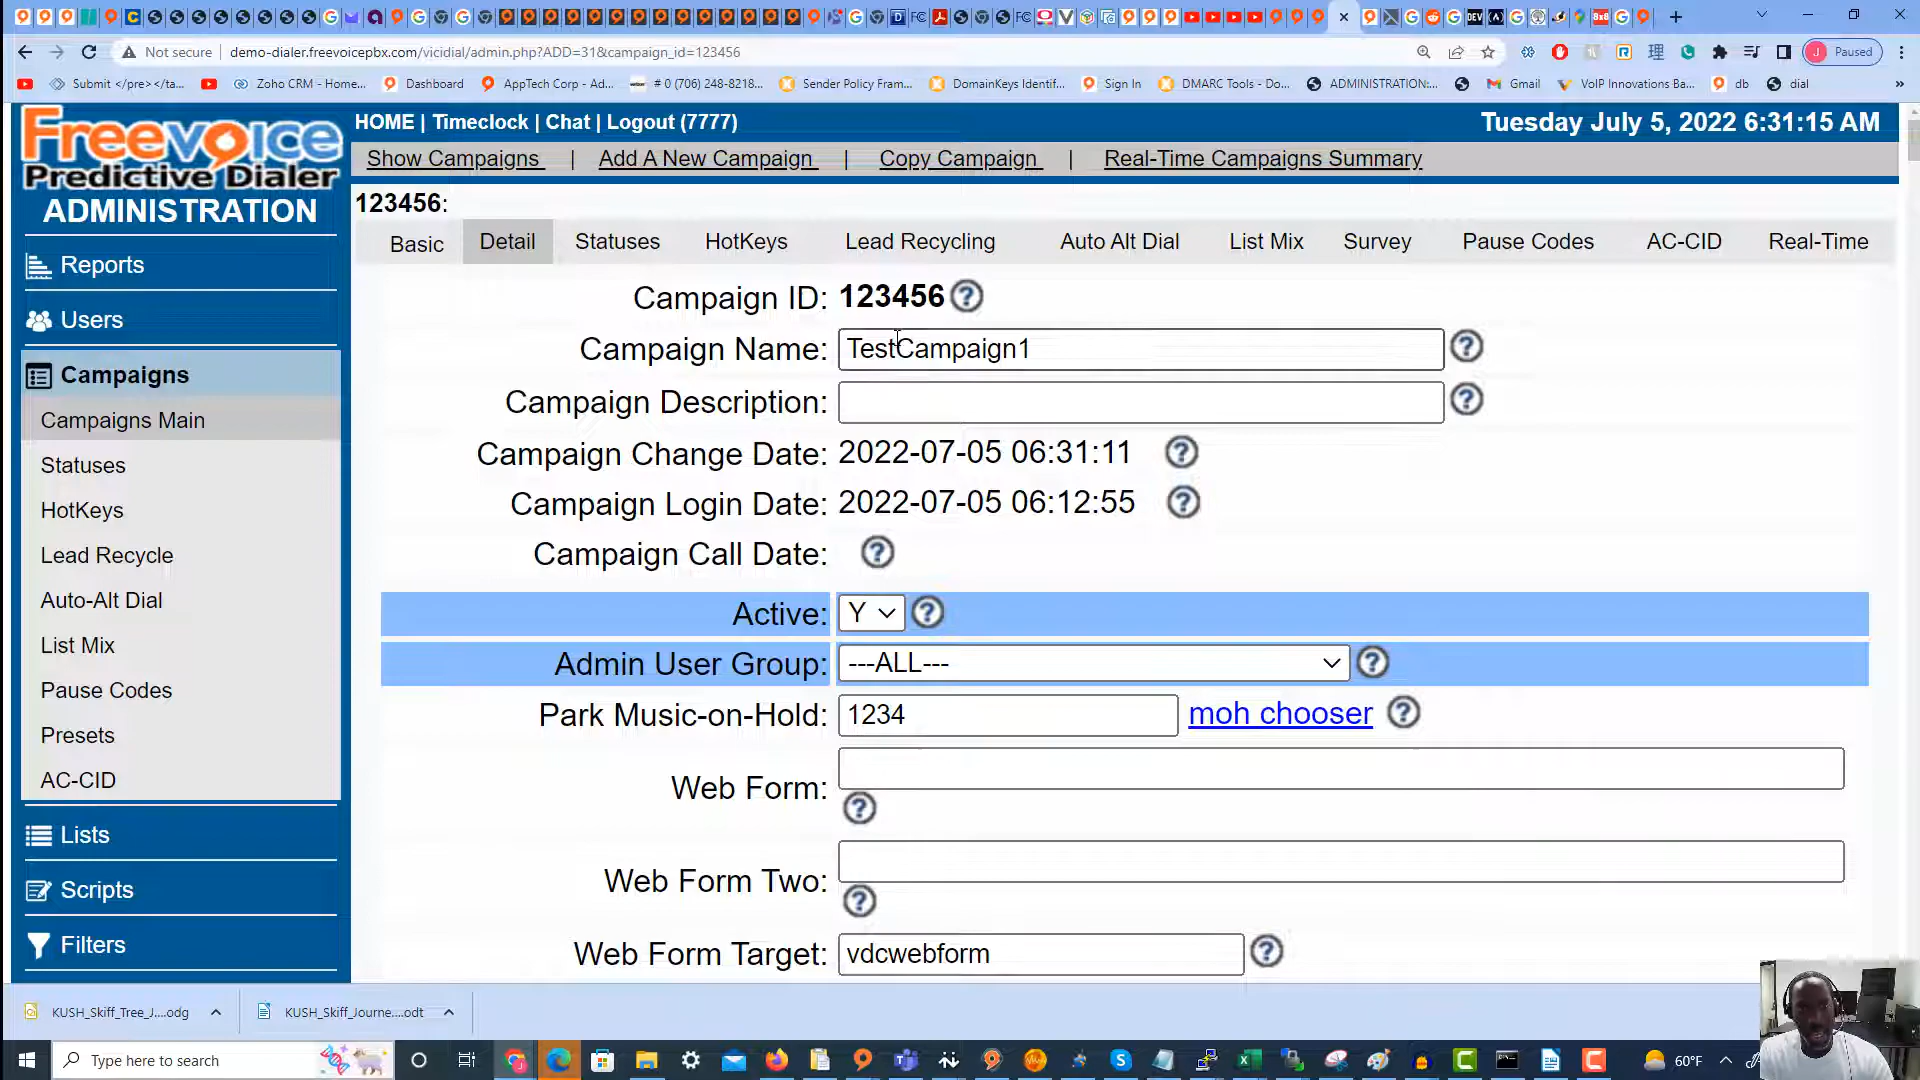 Not secure | demo-dialer.freevoicepbx.com/vicidial/admin.php?ADD=31&campaign_id=123456
Paused
Submit </pre></ta...
Zoho CRM - Home...
Dashboard
AppTech Corp - Ad...
# 0 (706) 248-8218...
Sender Policy Fram...
DomainKeys Identif...
Sign In
DMARC Tools - Do...
ADMINISTRATION:...
Gmail
VoIP Innovations Ba...
db
dial
Freevoice
Predictive Dialer
ADMINISTRATION
HOME | Timeclock | Chat | Logout (7777)
Tuesday July 5, 2022 6:31:15 AM
Show Campaigns | Add A New Campaign | Copy Campaign | Real-Time Campaigns Summary
123456:
Basic Detail Statuses HotKeys Lead Recycling Auto Alt Dial List Mix Survey Pause Codes AC-CID Real-Time
Reports
Users
Campaigns
Campaigns Main
Statuses
HotKeys
Lead Recycle
Auto-Alt Dial
List Mix
Pause Codes
Presets
AC-CID
Lists
Scripts
Filters
Campaign ID: 123456
Campaign Name: TestCampaign1
Campaign Description:
Campaign Change Date: 2022-07-05 06:31:11
Campaign Login Date: 2022-07-05 06:12:55
Campaign Call Date:
Active: Y
Admin User Group: ---ALL---
Park Music-on-Hold: 1234 moh chooser
Web Form:
Web Form Two:
Web Form Target: vdcwebform
KUSH_Skiff_Tree_J....odg
KUSH_Skiff_Journe....odt
Type here to search
60°F